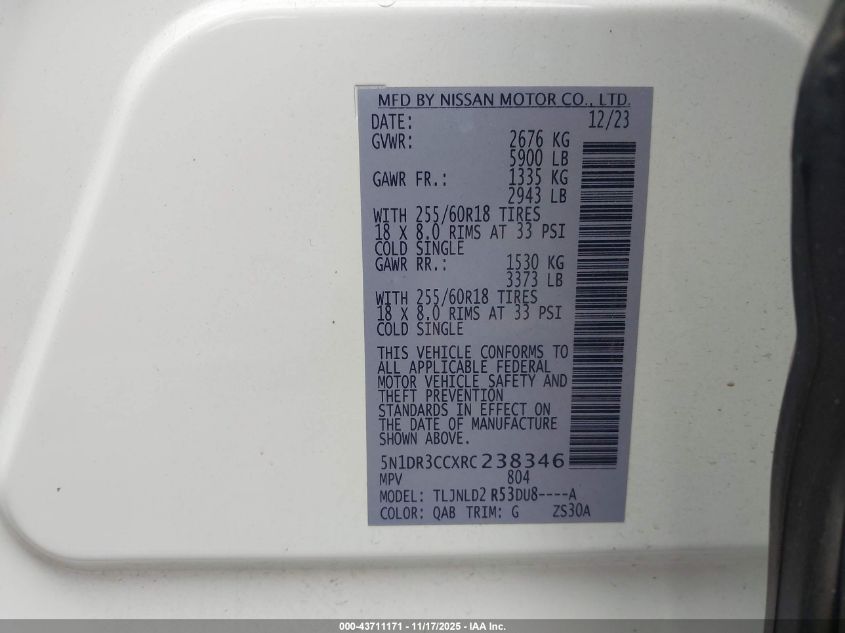 MFD BY NISSAN MOTOR CO., LTD.
DATE: 12/23
GVWR: 2676 KG
5900 LB
GAWR FR.: 1335 KG
2943 LB
WITH 255/60R18 TIRES
18 X 8.0 RIMS AT 33 PSI
COLD SINGLE
GAWR RR.: 1530 KG
3373 LB
WITH 255/60R18 TIRES
18 X 8.0 RIMS AT 33 PSI
COLD SINGLE
THIS VEHICLE CONFORMS TO
ALL APPLICABLE FEDERAL
MOTOR VEHICLE SAFETY AND
THEFT PREVENTION
STANDARDS IN EFFECT ON
THE DATE OF MANUFACTURE
SHOWN ABOVE.
5N1DR3CCXRC238346
MPV 804
MODEL: TLJNLD2 R53DU8----A
COLOR: QAB TRIM: G ZS30A
000-43711171 - 11/17/2025 - IAA Inc.